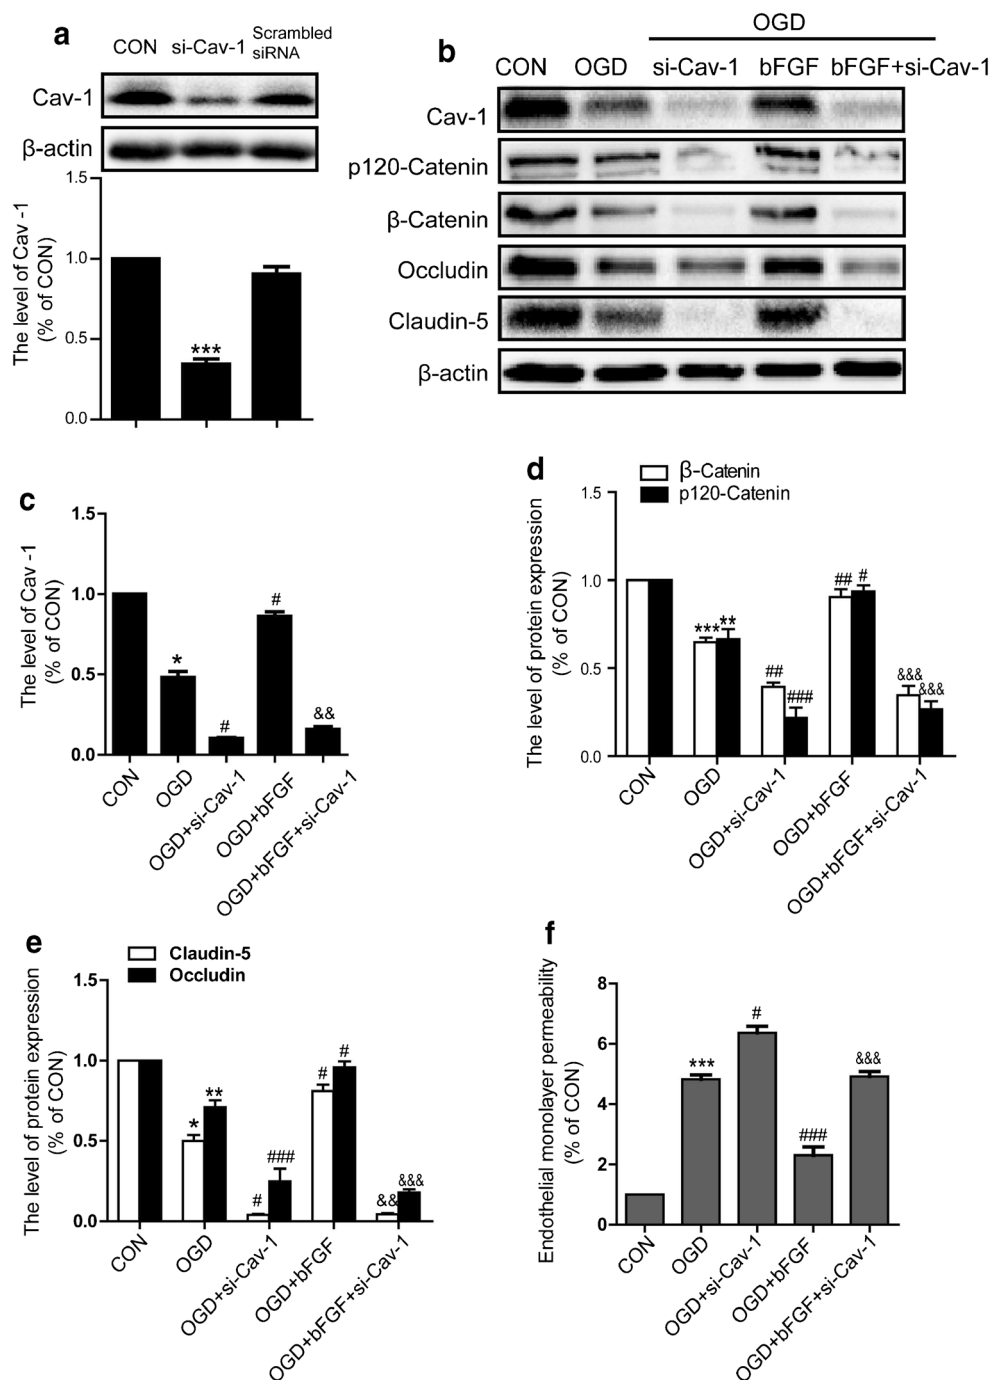 a
CON si-Cav-1 Scrambled siRNA
Cav-1
β-actin
1.5
1.0
0.5
0.0
The level of Cav -1
(% of CON)
***
b
OGD
CON OGD si-Cav-1 bFGF bFGF+si-Cav-1
Cav-1
p120-Catenin
β-Catenin
Occludin
Claudin-5
β-actin
c
The level of Cav -1
(% of CON)
1.5
1.0
0.5
0.0
* # # &&
CON OGD OGD+si-Cav-1 OGD+bFGF OGD+bFGF+si-Cav-1
d
β-Catenin
p120-Catenin
The level of protein expression
(% of CON)
1.5
1.0
0.5
0.0
*** ** ## ### ## # &&& &&&
CON OGD OGD+si-Cav-1 OGD+bFGF OGD+bFGF+si-Cav-1
e
Claudin-5
Occludin
The level of protein expression
(% of CON)
1.5
1.0
0.5
0.0
* ** # ### # # && &&&
CON OGD OGD+si-Cav-1 OGD+bFGF OGD+bFGF+si-Cav-1
f
Endothelial monolayer permeability
(% of CON)
8
6
4
2
0
*** # ### &&&
CON OGD OGD+si-Cav-1 OGD+bFGF OGD+bFGF+si-Cav-1